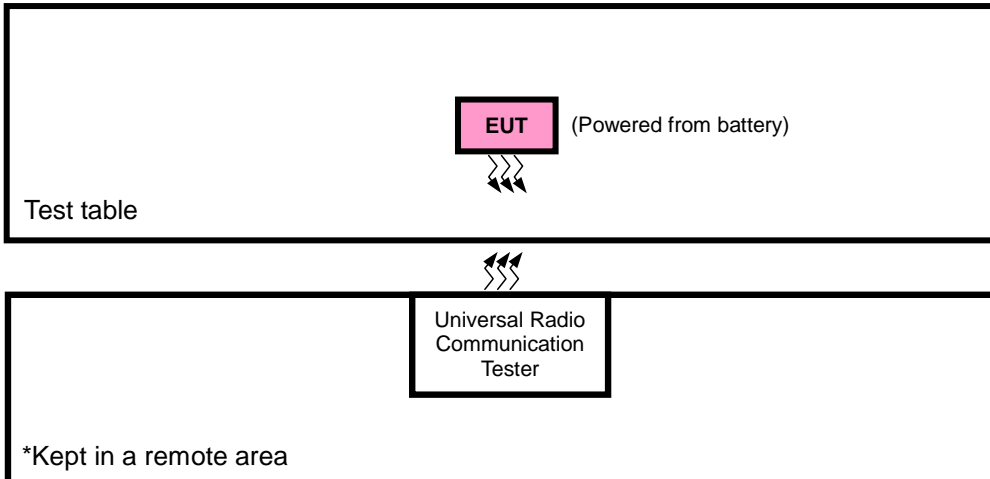 EUT
(Powered from battery)
Test table
Universal Radio
Communication
Tester
*Kept in a remote area